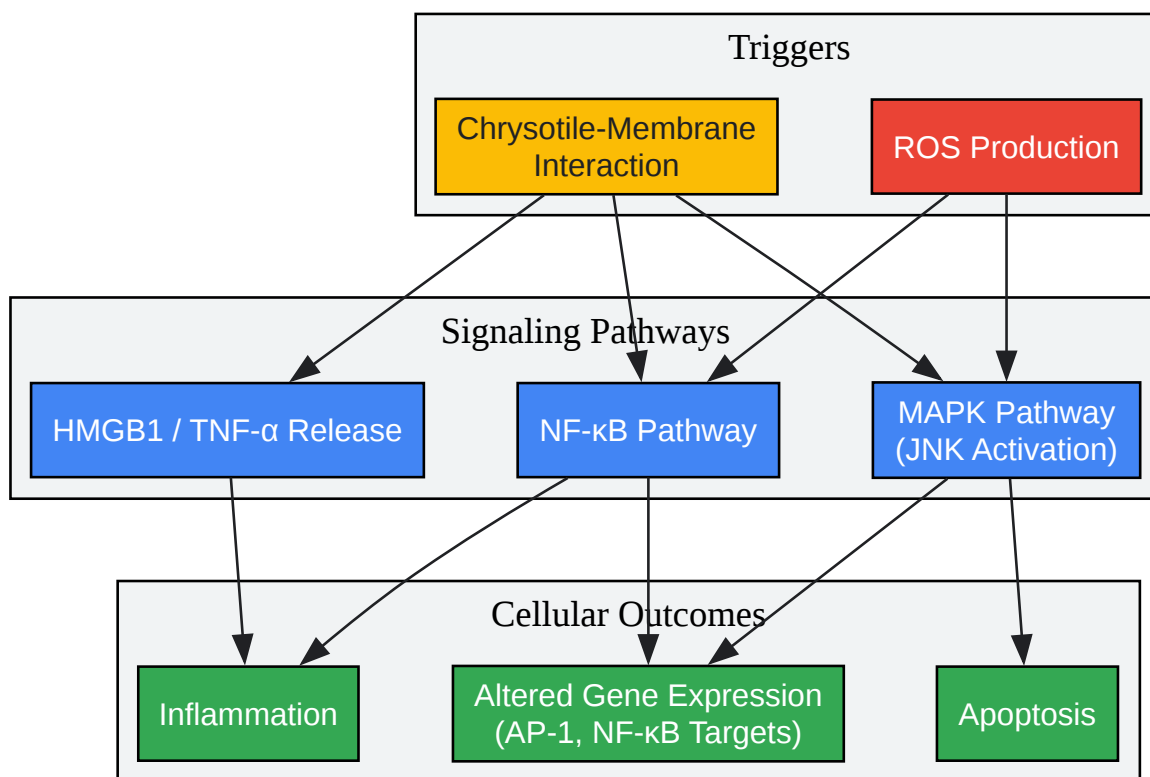 Triggers
Chrysotile-Membrane
Interaction
ROS Production
Signaling Pathways
HMGB1 / TNF-α Release
NF-κB Pathway
MAPK Pathway
(JNK Activation)
Cellular Outcomes
Inflammation
Altered Gene Expression
(AP-1, NF-κB Targets)
Apoptosis